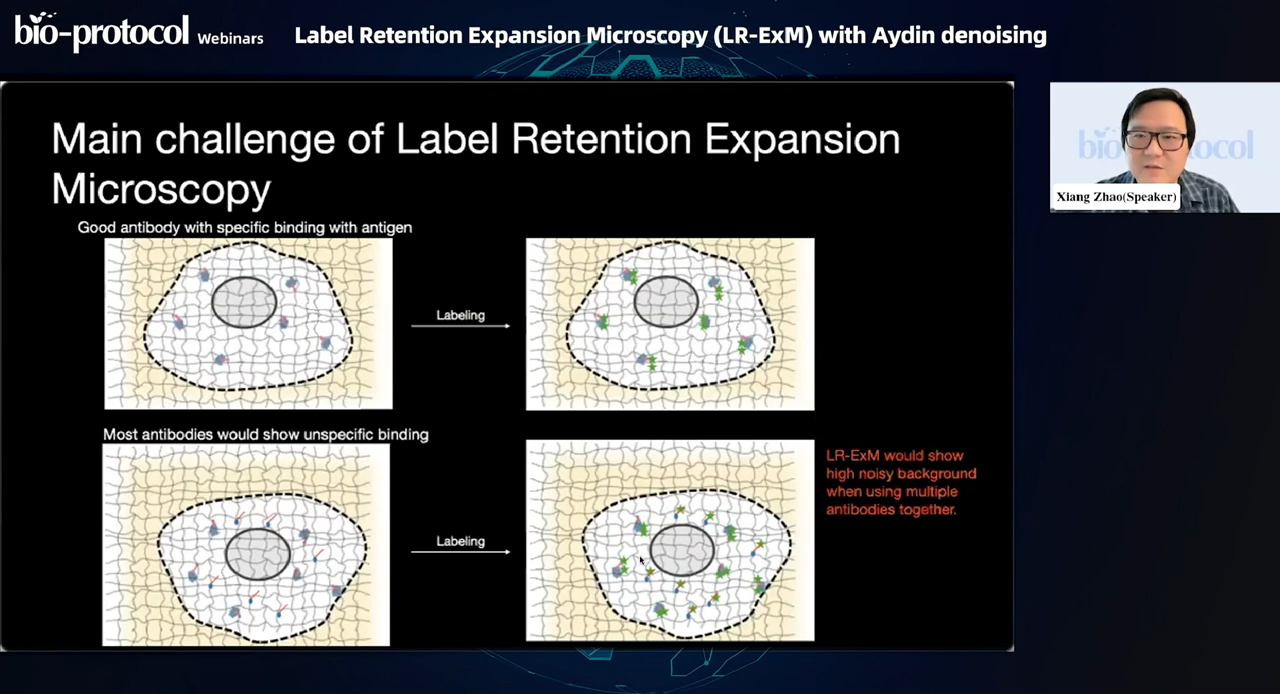 bio-protocol Webinars Label Retention Expansion Microscopy (LR-ExM) with Aydin denoising
Main challenge of Label Retention Expansion
Microscopy
Good antibody with specific binding with antigen
Labeling
Most antibodies would show unspecific binding
Labeling
LR-ExM would show
high noisy background
when using multiple
antibodies together.
bio protocol
Xiang Zhao(Speaker)